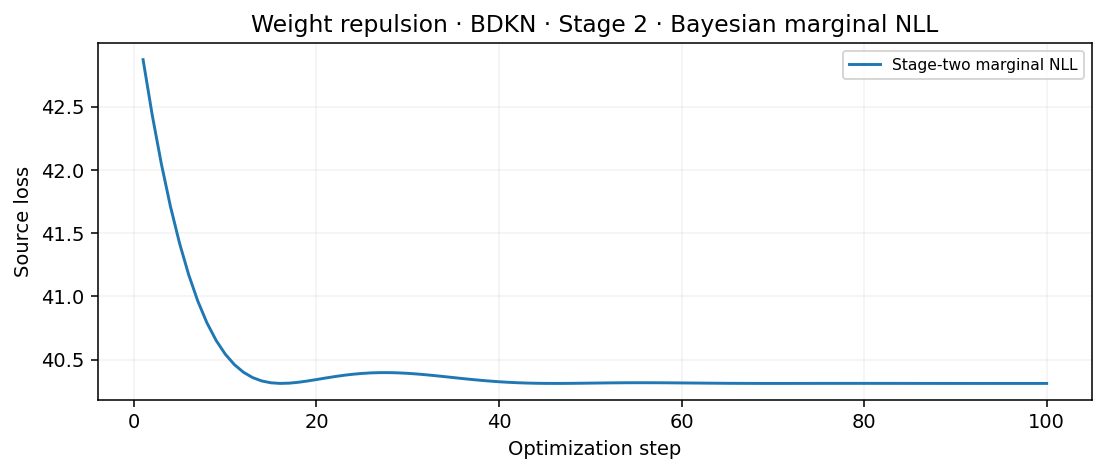 Weight repulsion · BDKN · Stage 2 · Bayesian marginal NLL
Stage-two marginal NLL
Source loss
42.5
42.0
41.5
41.0
40.5
0 20 40 60 80 100
Optimization step